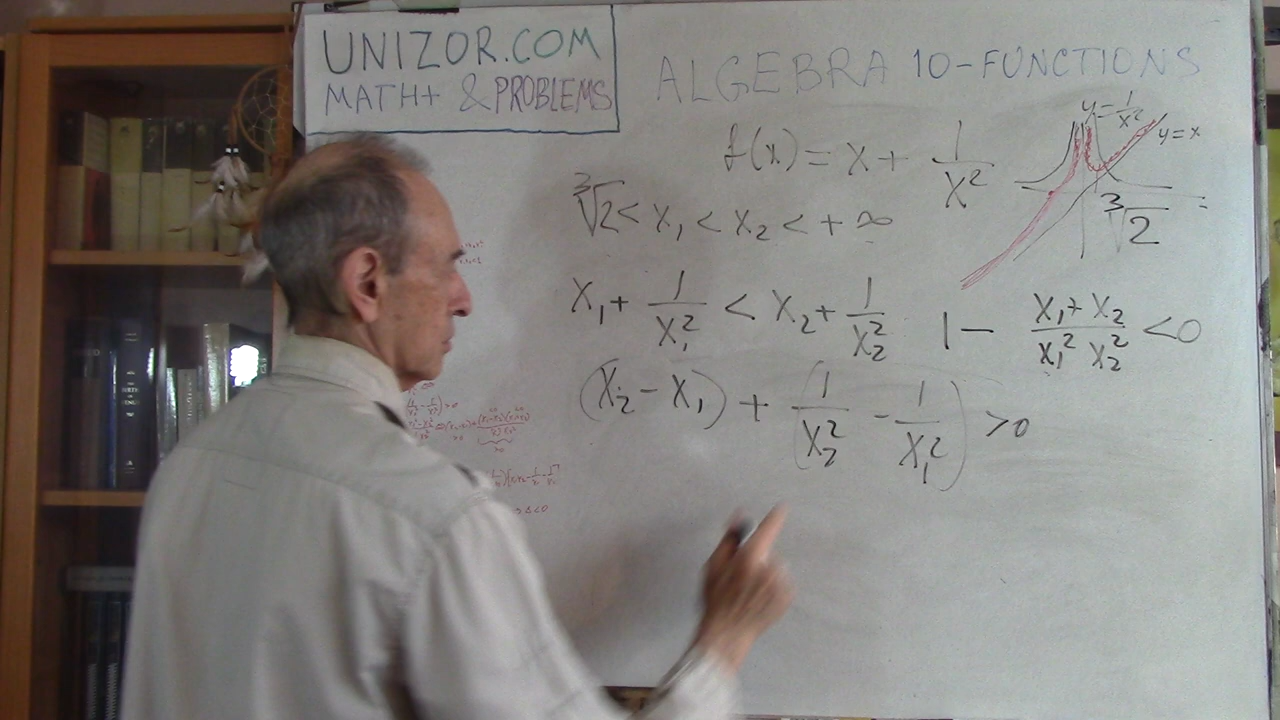 UNIZOR.COM
MATH+ & PROBLEMS
ALGEBRA 10-FUNCTIONS
f(x) = x + 1/x²
y = 1/x²
y = x
∛2 =
∛2 < x₁ < x₂ < + ∞
x₁ + 1/x₁² < x₂ + 1/x₂²
1 − (x₁ + x₂)/(x₁² x₂²) < 0
(x₂ − x₁) + (1/x₂² − 1/x₁²) > 0